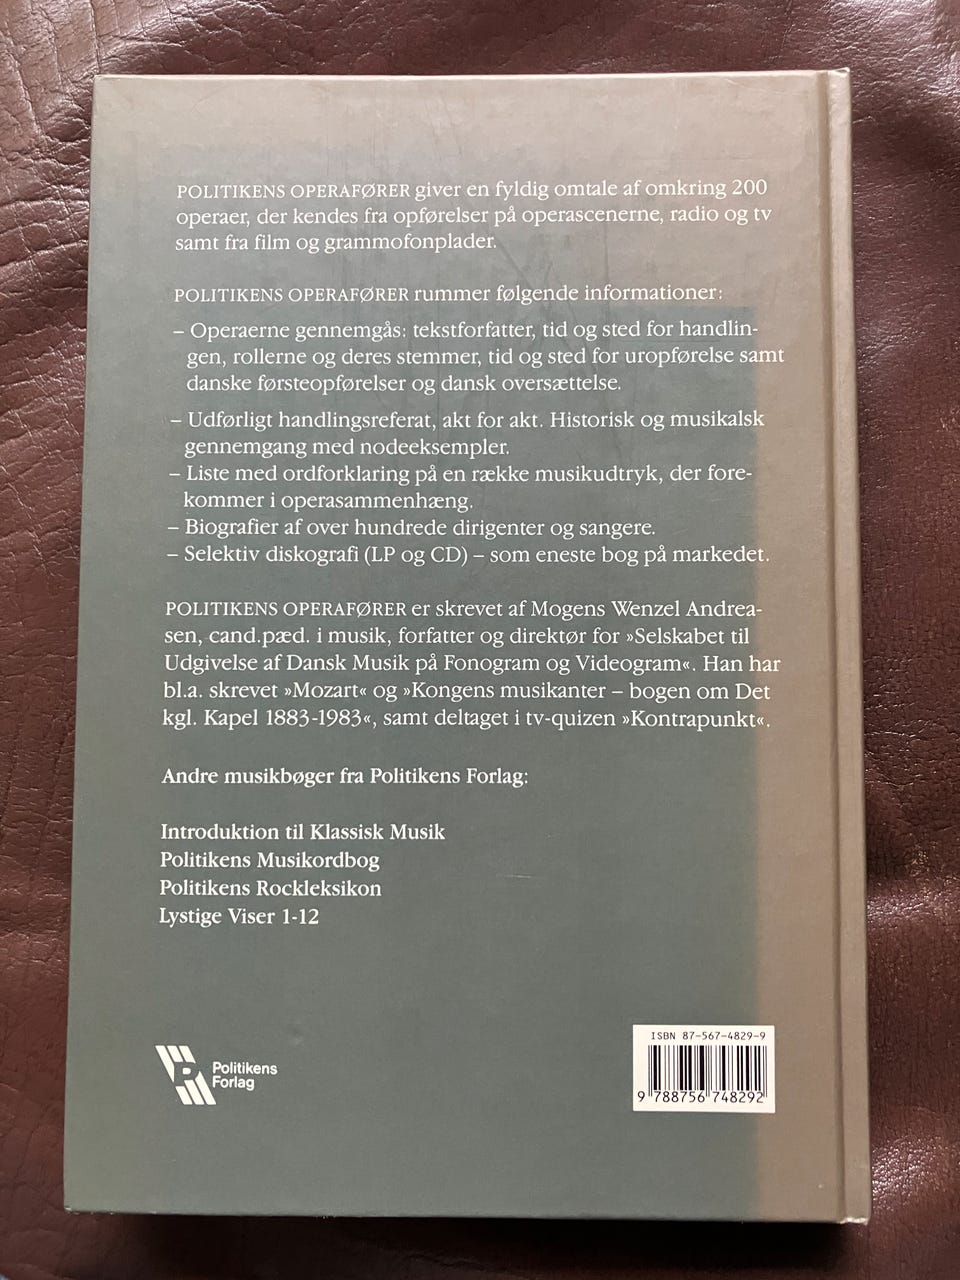 POLITIKENS OPERAFØRER giver en fyldig omtale af omkring 200
operaer, der kendes fra opførelser på operascenerne, radio og tv
samt fra film og grammofonplader.
POLITIKENS OPERAFØRER rummer følgende informationer:
– Operaerne gennemgås: tekstforfatter, tid og sted for handlin-
gen, rollerne og deres stemmer, tid og sted for uropførelse samt
danske førsteopførelser og dansk oversættelse.
– Udførligt handlingsreferat, akt for akt. Historisk og musikalsk
gennemgang med nodeeksempler.
– Liste med ordforklaring på en række musikudtryk, der fore-
kommer i operasammenhæng.
– Biografier af over hundrede dirigenter og sangere.
– Selektiv diskografi (LP og CD) – som eneste bog på markedet.
POLITIKENS OPERAFØRER er skrevet af Mogens Wenzel Andrea-
sen, cand.pæd. i musik, forfatter og direktør for »Selskabet til
Udgivelse af Dansk Musik på Fonogram og Videogram«. Han har
bl.a. skrevet »Mozart« og »Kongens musikanter – bogen om Det
kgl. Kapel 1883-1983«, samt deltaget i tv-quizen »Kontrapunkt«.
Andre musikbøger fra Politikens Forlag:
Introduktion til Klassisk Musik
Politikens Musikordbog
Politikens Rockleksikon
Lystige Viser 1-12
P
Politikens
Forlag
ISBN 87-567-4829-9
9 788756 748292